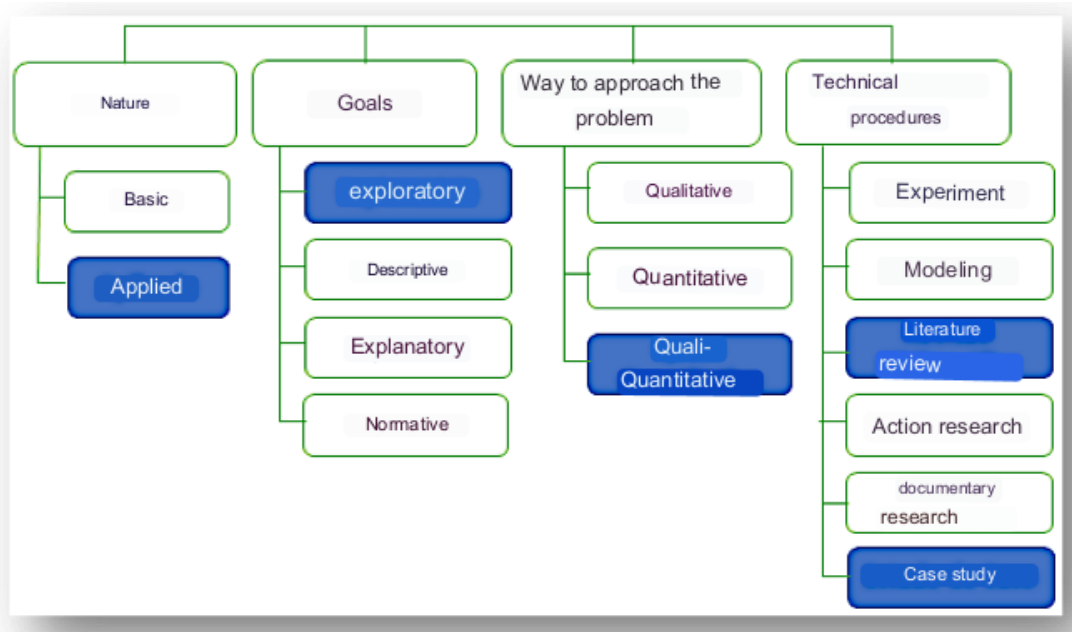 Nature
Basic
Applied
Goals
exploratory
Descriptive
Explanatory
Normative
Way to approach the
problem
Qualitative
Quantitative
Quali-
Quantitative
Technical
procedures
Experiment
Modeling
Literature
review
Action research
documentary
research
Case study